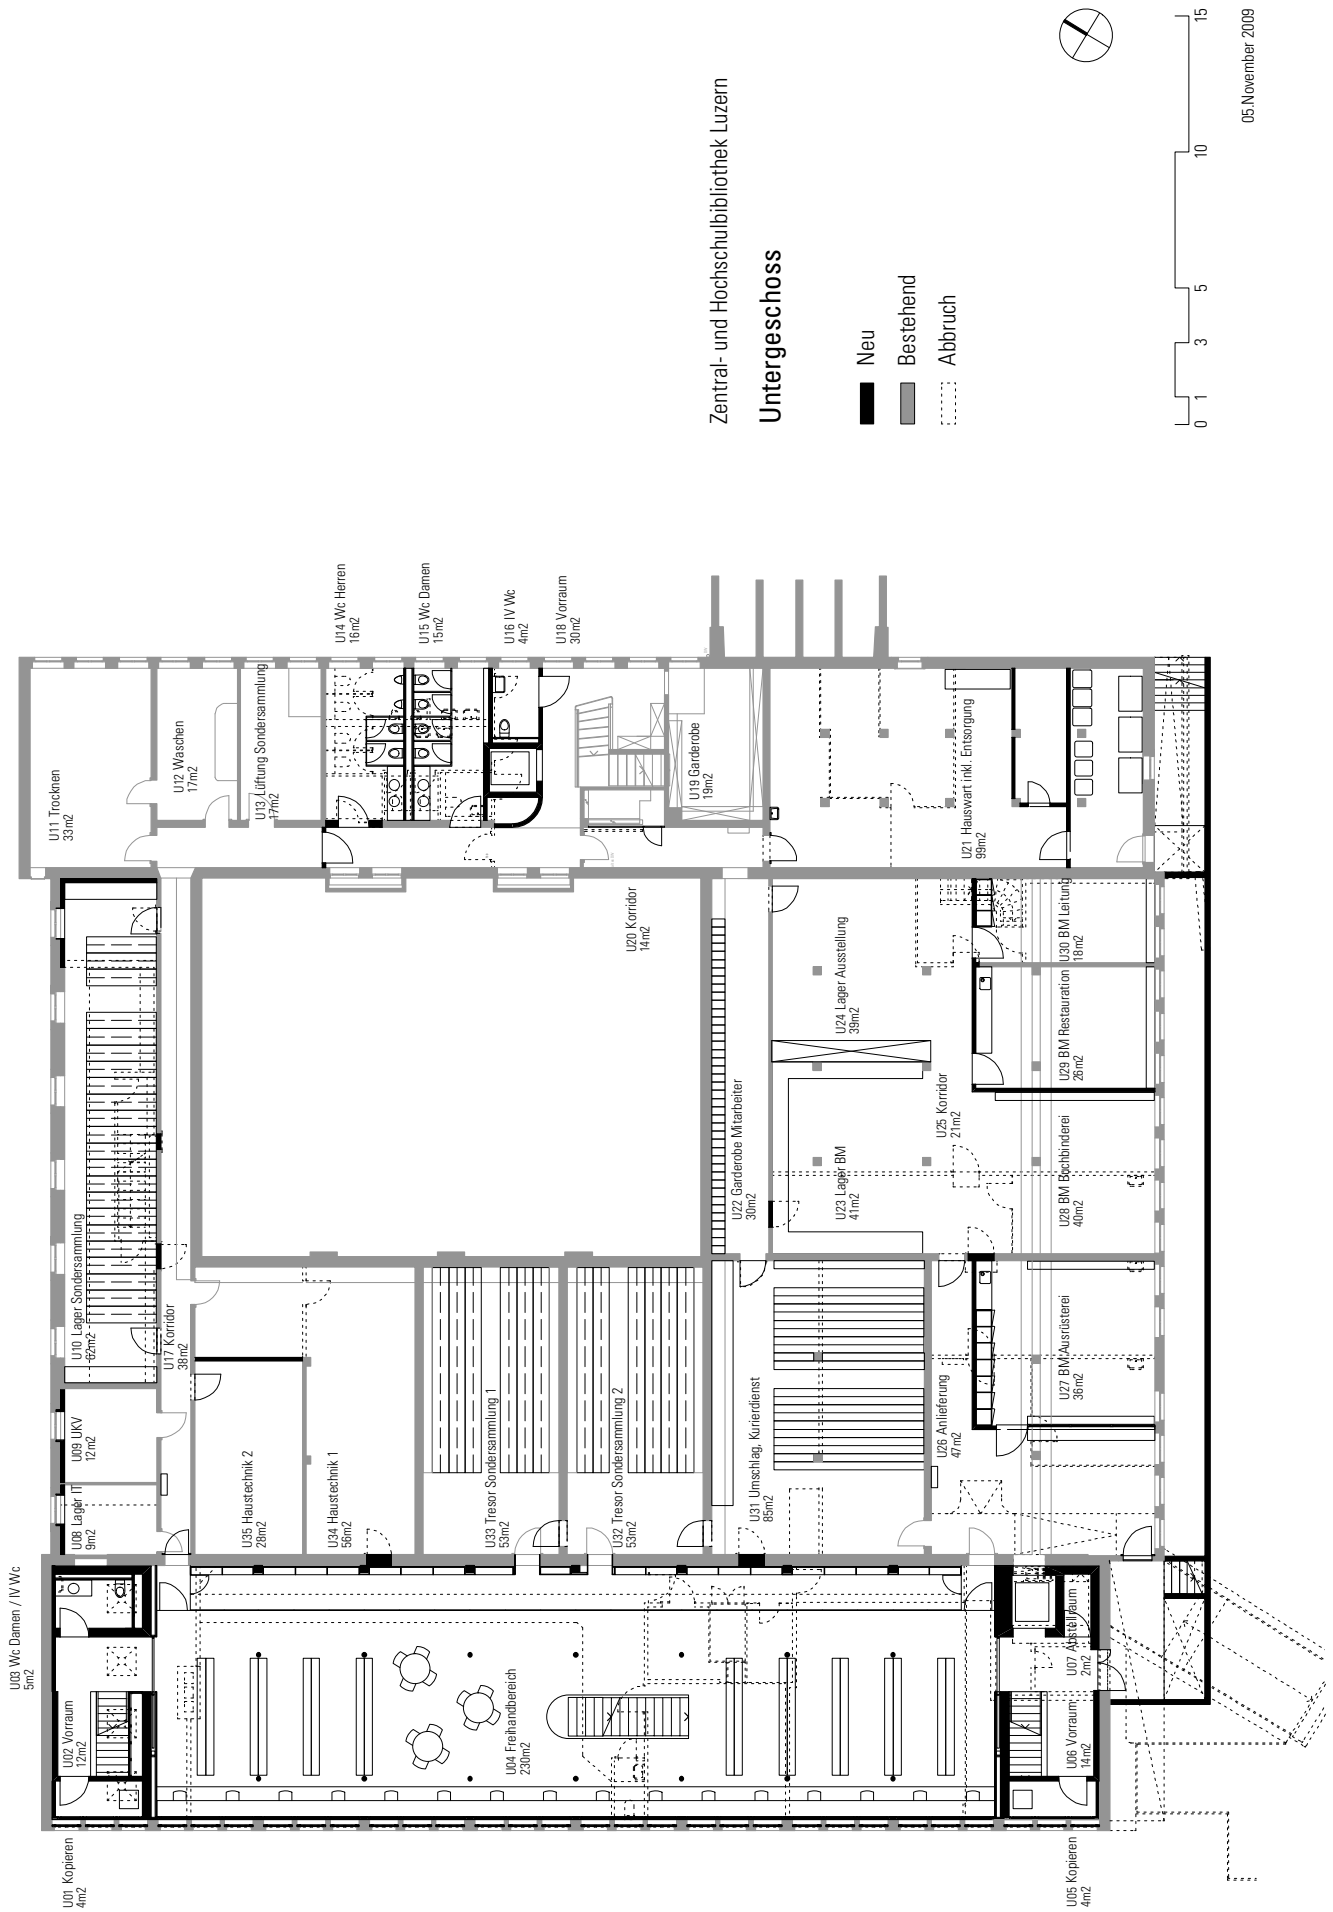 Zentral- und Hochschulbibliothek Luzern
Untergeschoss
Neu
Bestehend
Abbruch
0 1 3 5 10 15
05.November 2009
U11 Trocknen
33m2
U12 Waschen
17m2
U13 Lüftung Sondersammlung
17m2
U14 Wc Herren
16m2
U15 Wc Damen
15m2
U16 IV Wc
4m2
U18 Vorraum
30m2
U19 Garderobe
19m2
U21 Hauswart inkl. Entsorgung
99m2
U20 Korridor
14m2
U24 Lager Ausstellung
39m2
U30 BM Leitung
18m2
U29 BM Restauration
26m2
U22 Garderobe Mitarbeiter
30m2
U25 Korridor
21m2
U23 Lager BM
41m2
U28 BM Bochbinderei
40m2
U10 Lager Sondersammlung
62m2
U17 Korridor
38m2
U09 UKV
12m2
U08 Lager IT
9m2
U35 Haustechnik 2
28m2
U34 Haustechnik 1
56m2
U33 Tresor Sondersammlung 1
53m2
U32 Tresor Sondersammlung 2
53m2
U31 Umschlag, Kurierdienst
85m2
U26 Anlieferung
47m2
U27 BM Ausrüsterei
36m2
U03 Wc Damen / IV Wc
5m2
U02 Vorraum
12m2
U04 Freihandbereich
230m2
U07 Abstellraum
2m2
U06 Vorraum
14m2
U01 Kopieren
4m2
U05 Kopieren
4m2